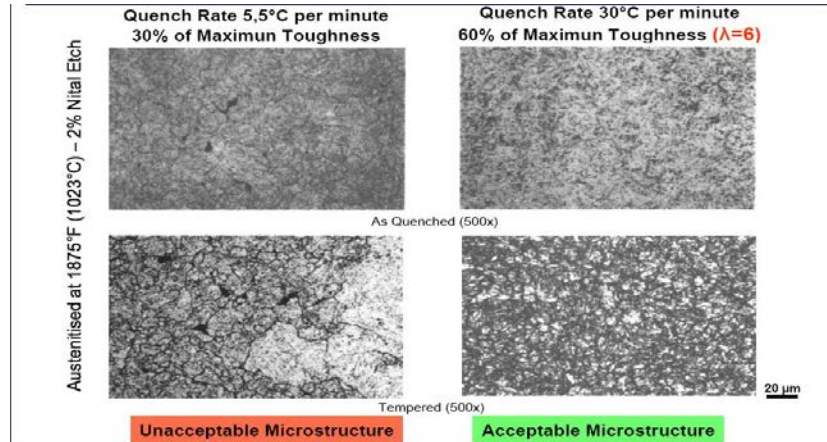 Quench Rate 5,5°C per minute
30% of Maximum Toughness
Quench Rate 30°C per minute
60% of Maximun Toughness (λ=6)
Austenitised at 1875°F (1023°C) – 2% Nital Etch
As Quenched (500x)
Tempered (500x)
20 µm
Unacceptable Microstructure
Acceptable Microstructure